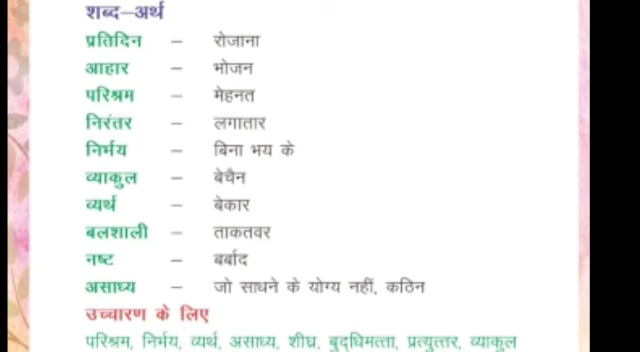 शब्द–अर्थ
प्रतिदिन – रोजाना
आहार – भोजन
परिश्रम – मेहनत
निरंतर – लगातार
निर्भय – बिना भय के
व्याकुल – बेचैन
व्यर्थ – बेकार
बलशाली – ताकतवर
नष्ट – बर्बाद
असाध्य – जो साधने के योग्य नहीं, कठिन
उच्चारण के लिए
परिश्रम, निर्भय, व्यर्थ, असाध्य, शीघ्र, बुद्धिमत्ता, प्रत्युत्तर, व्याकुल